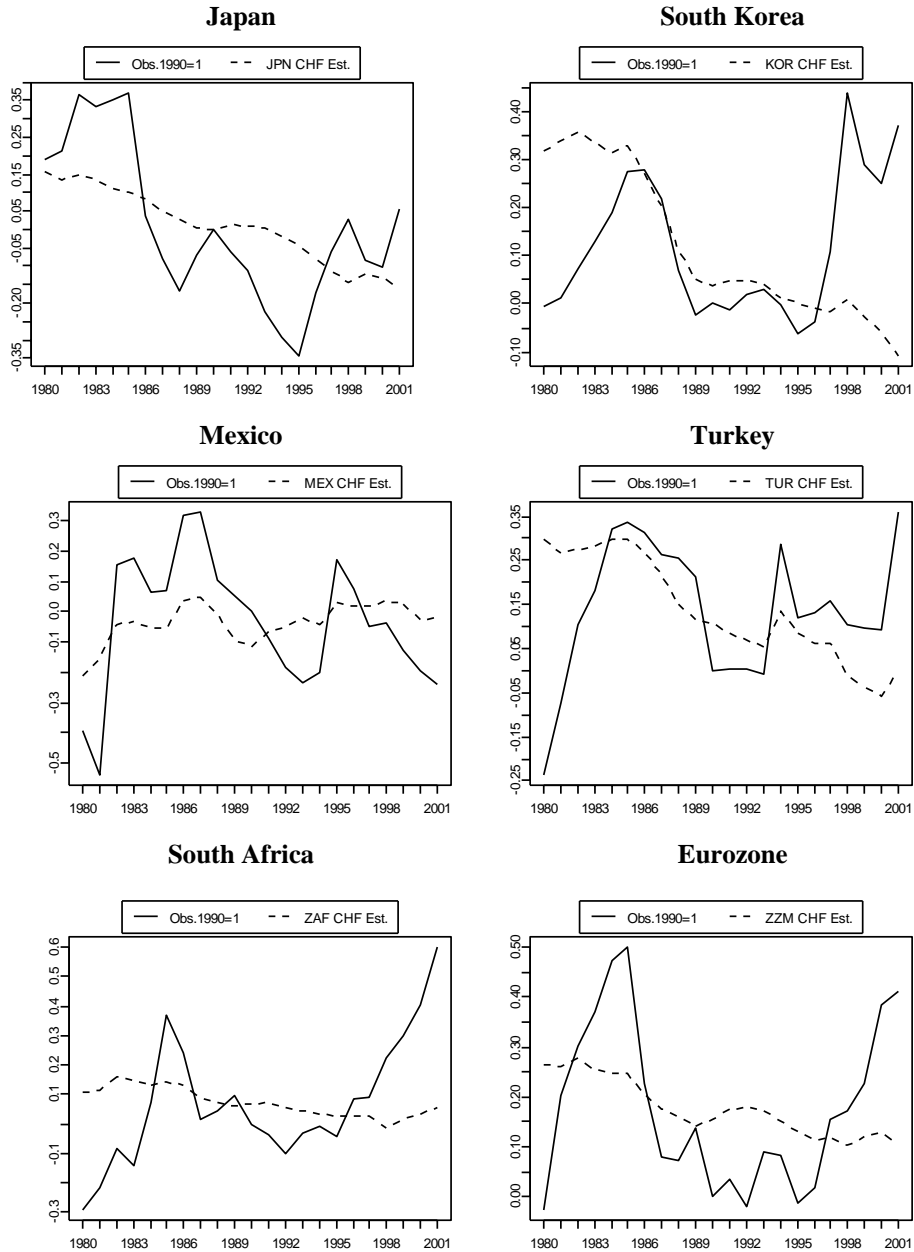 Japan
South Korea
Obs.1990=1 JPN CHF Est.
Obs.1990=1 KOR CHF Est.
0.35
0.25
0.15
0.05
-0.05
-0.20
-0.35
1980 1983 1986 1989 1992 1995 1998 2001
0.40
0.30
0.20
0.00
-0.10
1980 1983 1986 1989 1992 1995 1998 2001
Mexico
Turkey
Obs.1990=1 MEX CHF Est.
Obs.1990=1 TUR CHF Est.
0.3
0.2
0.1
0.0
-0.1
-0.3
-0.5
1980 1983 1986 1989 1992 1995 1998 2001
0.35
0.25
0.15
0.05
-0.05
-0.15
-0.25
1980 1983 1986 1989 1992 1995 1998 2001
South Africa
Eurozone
Obs.1990=1 ZAF CHF Est.
Obs.1990=1 ZZM CHF Est.
0.6
0.5
0.4
0.3
0.2
0.1
-0.1
-0.3
1980 1983 1986 1989 1992 1995 1998 2001
0.50
0.40
0.30
0.20
0.10
0.00
1980 1983 1986 1989 1992 1995 1998 2001